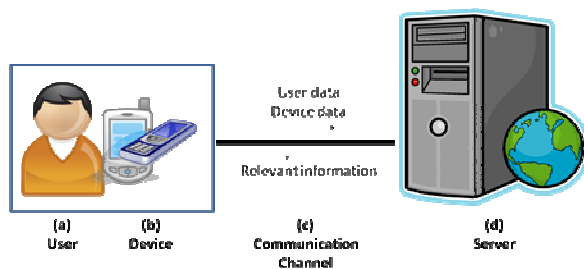 User data
Device data
Relevant information
(a)
User
(b)
Device
(c)
Communication
Channel
(d)
Server